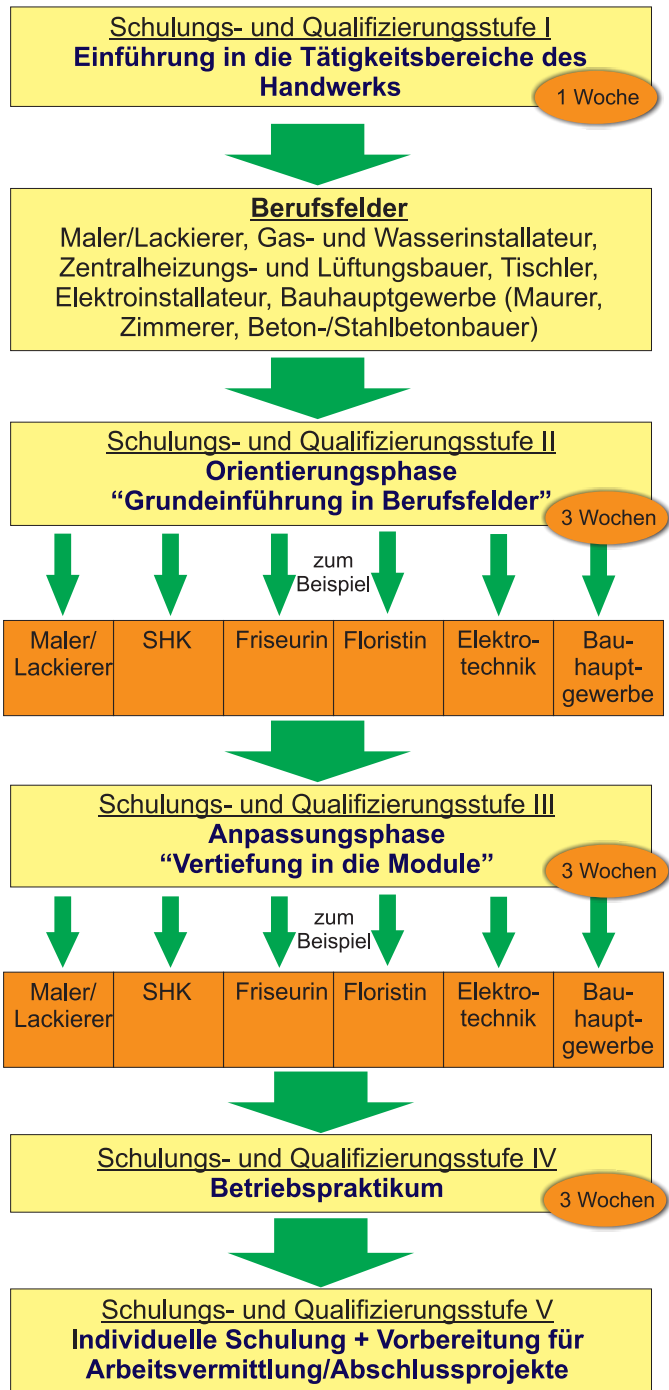 Schulungs- und Qualifizierungsstufe I
Einführung in die Tätigkeitsbereiche des
Handwerks
1 Woche
Berufsfelder
Maler/Lackierer, Gas- und Wasserinstallateur,
Zentralheizungs- und Lüftungsbauer, Tischler,
Elektroinstallateur, Bauhauptgewerbe (Maurer,
Zimmerer, Beton-/Stahlbetonbauer)
Schulungs- und Qualifizierungsstufe II
Orientierungsphase
“Grundeinführung in Berufsfelder”
3 Wochen
zum
Beispiel
Maler/
Lackierer
SHK
Friseurin
Floristin
Elektro-
technik
Bau-
haupt-
gewerbe
Schulungs- und Qualifizierungsstufe III
Anpassungsphase
“Vertiefung in die Module”
3 Wochen
zum
Beispiel
Maler/
Lackierer
SHK
Friseurin
Floristin
Elektro-
technik
Bau-
haupt-
gewerbe
Schulungs- und Qualifizierungsstufe IV
Betriebspraktikum
3 Wochen
Schulungs- und Qualifizierungsstufe V
Individuelle Schulung + Vorbereitung für
Arbeitsvermittlung/Abschlussprojekte